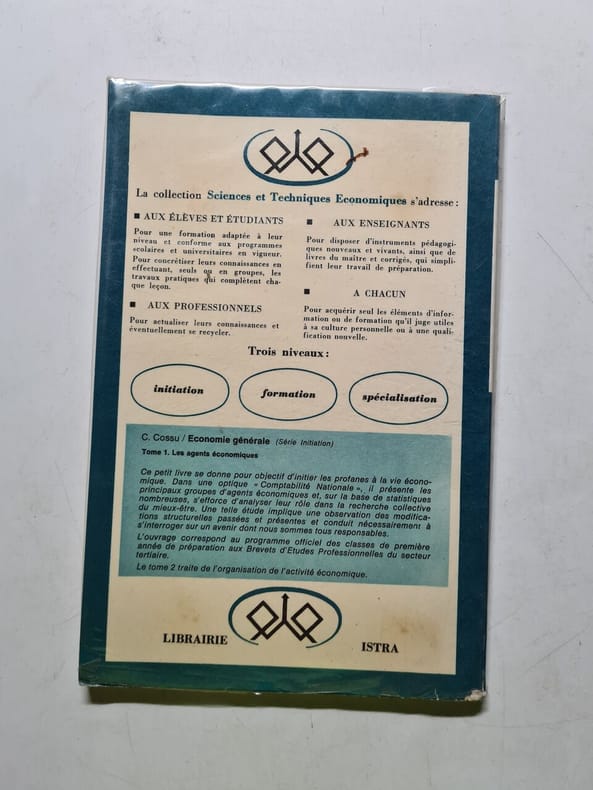 La collection Sciences et Techniques Economiques s'adresse :
■ AUX ÉLÈVES ET ÉTUDIANTS
Pour une formation adaptée à leur
niveau et conforme aux programmes
scolaires et universitaires en vigueur.
Pour concrétiser leurs connaissances en
effectuant, seuls ou en groupes, les
travaux pratiques qui complètent cha-
que leçon.
■ AUX PROFESSIONNELS
Pour actualiser leurs connaissances et
éventuellement se recycler.
■ AUX ENSEIGNANTS
Pour disposer d'instruments pédagogi-
ques nouveaux et vivants, ainsi que de
livres du maître et corrigés, qui simpli-
fient leur travail de préparation.
■ A CHACUN
Pour acquérir seul les éléments d'infor-
mation ou de formation qu'il juge utiles
à sa culture personnelle ou à une quali-
fication nouvelle.
Trois niveaux :
initiation
formation
spécialisation
C. Cossu / Economie générale (Série Initiation)
Tome 1. Les agents économiques
Ce petit livre se donne pour objectif d'initier les profanes à la vie écono-
mique. Dans une optique « Comptabilité Nationale », il présente les
principaux groupes d'agents économiques et, sur la base de statistiques
nombreuses, s'efforce d'analyser leur rôle dans la recherche collective
du mieux-être. Une telle étude implique une observation des modifica-
tions structurelles passées et présentes et conduit nécessairement à
s'interroger sur un avenir dont nous sommes tous responsables.
L'ouvrage correspond au programme officiel des classes de première
année de préparation aux Brevets d'Etudes Professionnelles du secteur
tertiaire.
Le tome 2 traite de l'organisation de l'activité économique.
LIBRAIRIE ISTRA